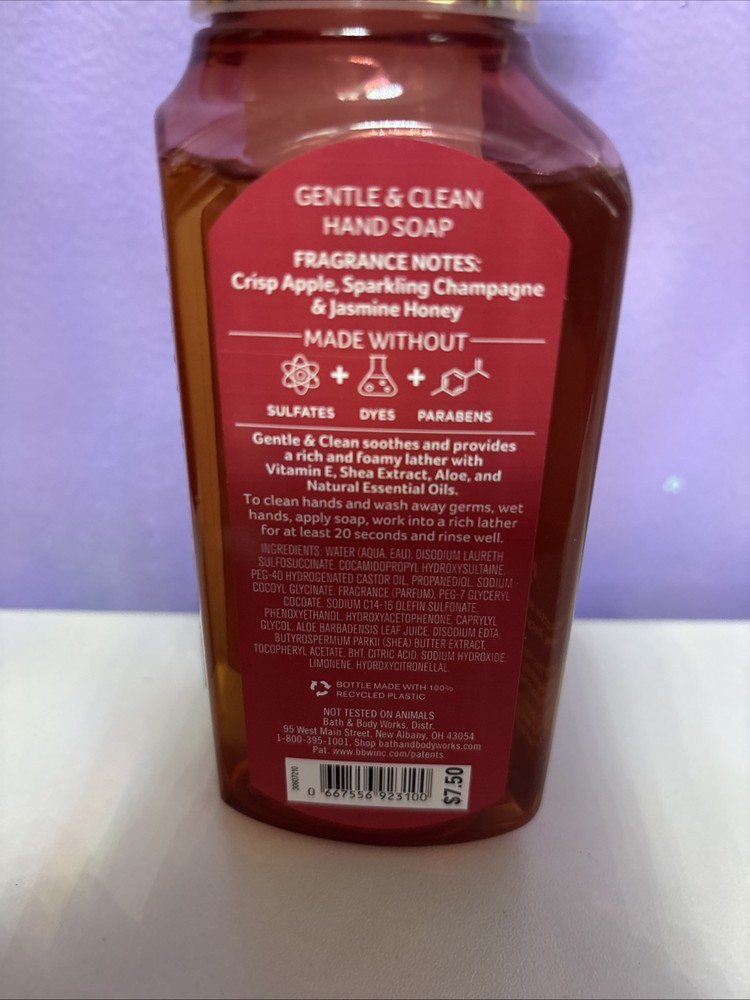 GENTLE & CLEAN
HAND SOAP
FRAGRANCE NOTES:
Crisp Apple, Sparkling Champagne
& Jasmine Honey
MADE WITHOUT
SULFATES + DYES + PARABENS
Gentle & Clean soothes and provides
a rich and foamy lather with
Vitamin E, Shea Extract, Aloe, and
Natural Essential Oils.
To clean hands and wash away germs, wet
hands, apply soap, work into a rich lather
for at least 20 seconds and rinse well.
INGREDIENTS: WATER (AQUA, EAU), DISODIUM LAURETH
SULFOSUCCINATE, COCAMIDOPROPYL HYDROXYSULTAINE,
PEG-40 HYDROGENATED CASTOR OIL, PROPANEDIOL, SODIUM
COCOYL GLYCINATE, FRAGRANCE (PARFUM), PEG-7 GLYCERYL
COCOATE, SODIUM C14-16 OLEFIN SULFONATE,
PHENOXYETHANOL, HYDROXYACETOPHENONE, CAPRYLYL
GLYCOL, ALOE BARBADENSIS LEAF JUICE, DISODIUM EDTA,
BUTYROSPERMUM PARKII (SHEA) BUTTER EXTRACT,
TOCOPHERYL ACETATE, BHT, CITRIC ACID, SODIUM HYDROXIDE,
LIMONENE, HYDROXYCITRONELLAL
BOTTLE MADE WITH 100%
RECYCLED PLASTIC
NOT TESTED ON ANIMALS
Bath & Body Works, Distr.
95 West Main Street, New Albany, OH 43054
1-800-395-1001, Shop bathandbodyworks.com
Pat. www.bbwinc.com/patents
0 667556 923100
$7.50